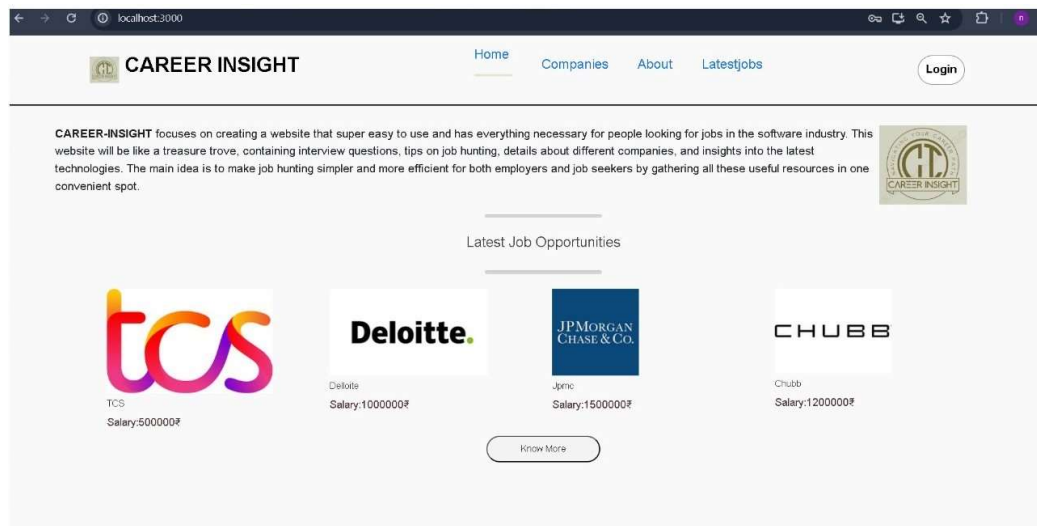 localhost:3000
CAREER INSIGHT
Home
Companies
About
Latestjobs
Login
CAREER-INSIGHT focuses on creating a website that super easy to use and has everything necessary for people looking for jobs in the software industry. This
website will be like a treasure trove, containing interview questions, tips on job hunting, details about different companies, and insights into the latest
technologies. The main idea is to make job hunting simpler and more efficient for both employers and job seekers by gathering all these useful resources in one
convenient spot.
CAREER INSIGHT
Latest Job Opportunities
tcs
Deloitte.
JPMORGAN
CHASE & CO.
CHUBB
TCS
Salary:500000₹
Delloite
Salary:1000000₹
Jpmc
Salary:1500000₹
Chubb
Salary:1200000₹
Know More